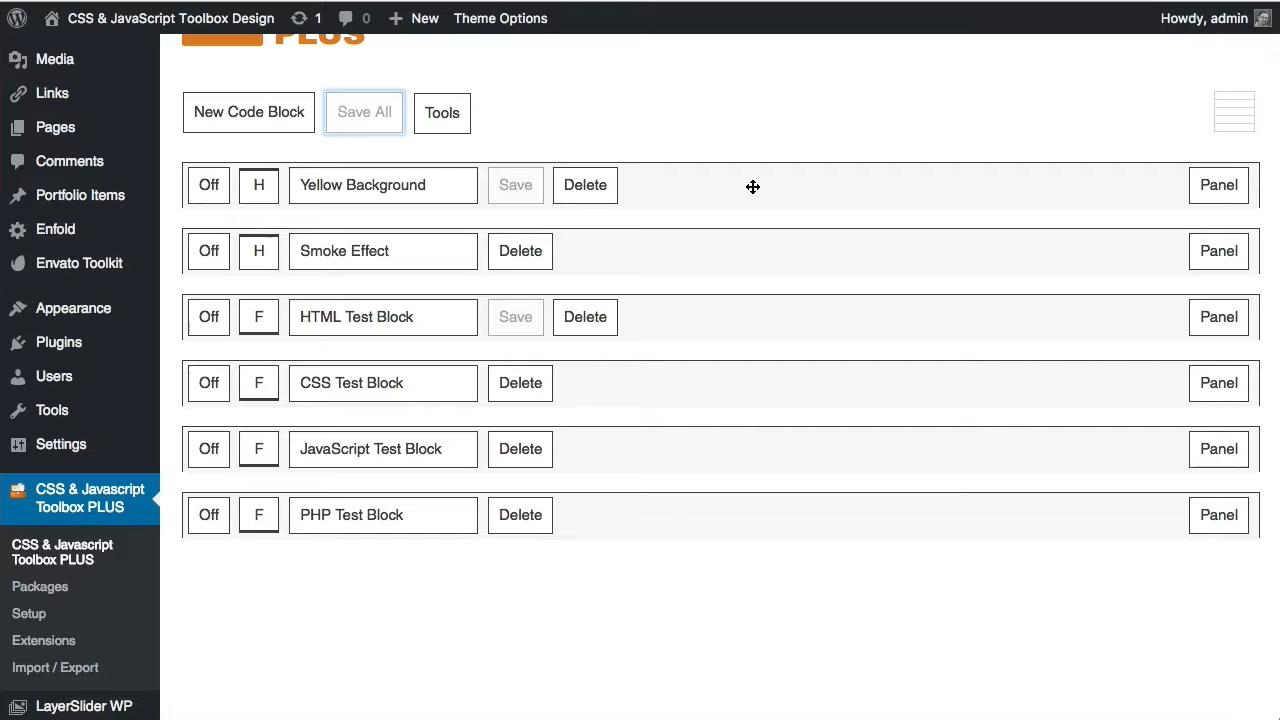 CSS & JavaScript Toolbox Design 1 0 New Theme Options Howdy, admin
PLUS
Media
Links
Pages
Comments
Portfolio Items
Enfold
Envato Toolkit
Appearance
Plugins
Users
Tools
Settings
CSS & Javascript
Toolbox PLUS
CSS & Javascript
Toolbox PLUS
Packages
Setup
Extensions
Import / Export
LayerSlider WP
New Code Block Save All Tools
Off H Yellow Background Save Delete Panel
Off H Smoke Effect Delete Panel
Off F HTML Test Block Save Delete Panel
Off F CSS Test Block Delete Panel
Off F JavaScript Test Block Delete Panel
Off F PHP Test Block Delete Panel